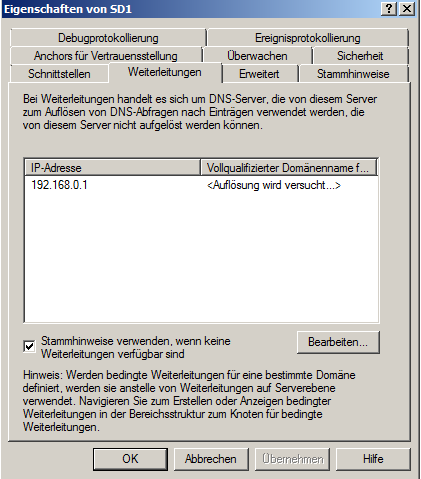 Eigenschaften von SD1
Debugprotokollierung Ereignisprotokollierung
Anchors für Vertrauensstellung Überwachen Sicherheit
Schnittstellen Weiterleitungen Erweitert Stammhinweise
Bei Weiterleitungen handelt es sich um DNS-Server, die von diesem Server
zum Auflösen von DNS-Abfragen nach Einträgen verwendet werden, die
von diesem Server nicht aufgelöst werden können.
IP-Adresse Vollqualifizierter Domänenname f...
192.168.0.1 <Auflösung wird versucht...>
Stammhinweise verwenden, wenn keine
Weiterleitungen verfügbar sind
Bearbeiten...
Hinweis: Werden bedingte Weiterleitungen für eine bestimmte Domäne
definiert, werden sie anstelle von Weiterleitungen auf Serverebene
verwendet. Navigieren Sie zum Erstellen oder Anzeigen bedingter
Weiterleitungen in der Bereichsstruktur zum Knoten für bedingte
Weiterleitungen.
OK Abbrechen Übernehmen Hilfe